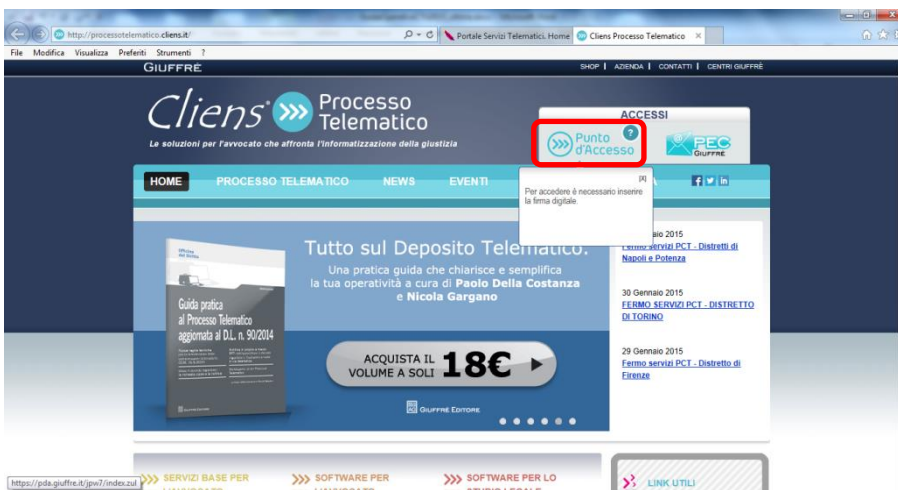 http://processotelematico.cliens.it/
Portale Servizi Telematici. Home
Cliens Processo Telematico
File Modifica Visualizza Preferiti Strumenti ?
GIUFFRÈ
SHOP | AZIENDA | CONTATTI | CENTRI GIUFFRÈ
Cliens Processo Telematico
Le soluzioni per l'avvocato che affronta l'informatizzazione della giustizia
ACCESSI
Punto d'Accesso ?
PEC GIUFFRÈ
HOME PROCESSO TELEMATICO NEWS EVENTI
[X]
Per accedere è necessario inserire
la firma digitale.
Tutto sul Deposito Telematico.
Una pratica guida che chiarisce e semplifica
la tua operatività a cura di Paolo Della Costanza
e Nicola Gargano
Guida pratica
al Processo Telematico
aggiornata al D.L. n. 90/2014
ACQUISTA IL
VOLUME A SOLI 18€
GIUFFRÈ EDITORE
2015
Fermo servizi PCT - Distretti di
Napoli e Potenza
30 Gennaio 2015
FERMO SERVIZI PCT - DISTRETTO
DI TORINO
29 Gennaio 2015
Fermo servizi PCT - Distretto di
Firenze
SERVIZI BASE PER
SOFTWARE PER
SOFTWARE PER LO
LINK UTILI
https://pda.giuffre.it/jpw7/index.zul